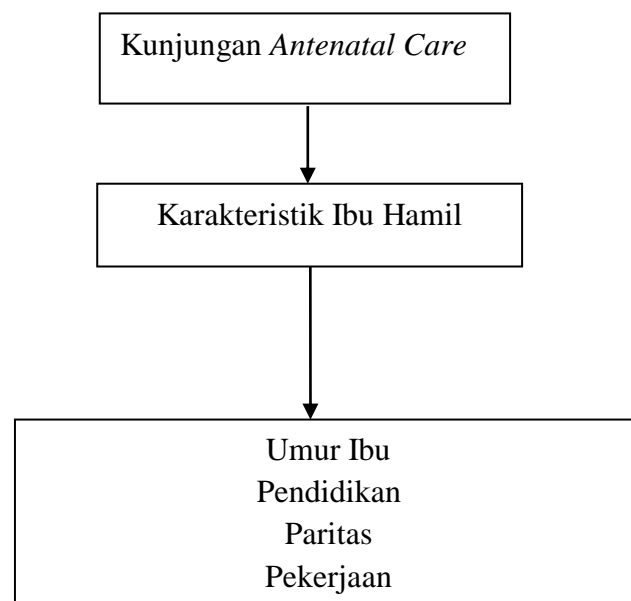 Kunjungan Antenatal Care
Karakteristik Ibu Hamil
Umur Ibu
Pendidikan
Paritas
Pekerjaan